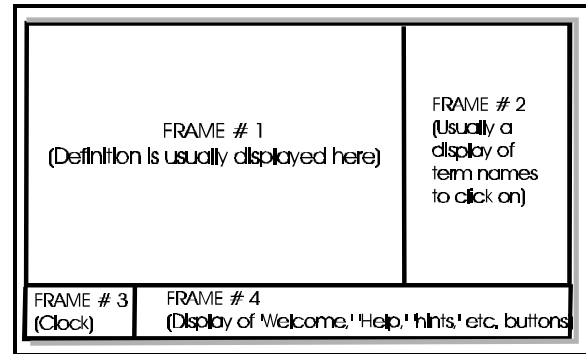 FRAME # 1
(Definition is usually displayed here)
FRAME # 2
(Usually a
display of
term names
to click on)
FRAME # 3
(Clock)
FRAME # 4
(Display of 'Welcome,' 'Help,' 'hints,' etc. buttons)